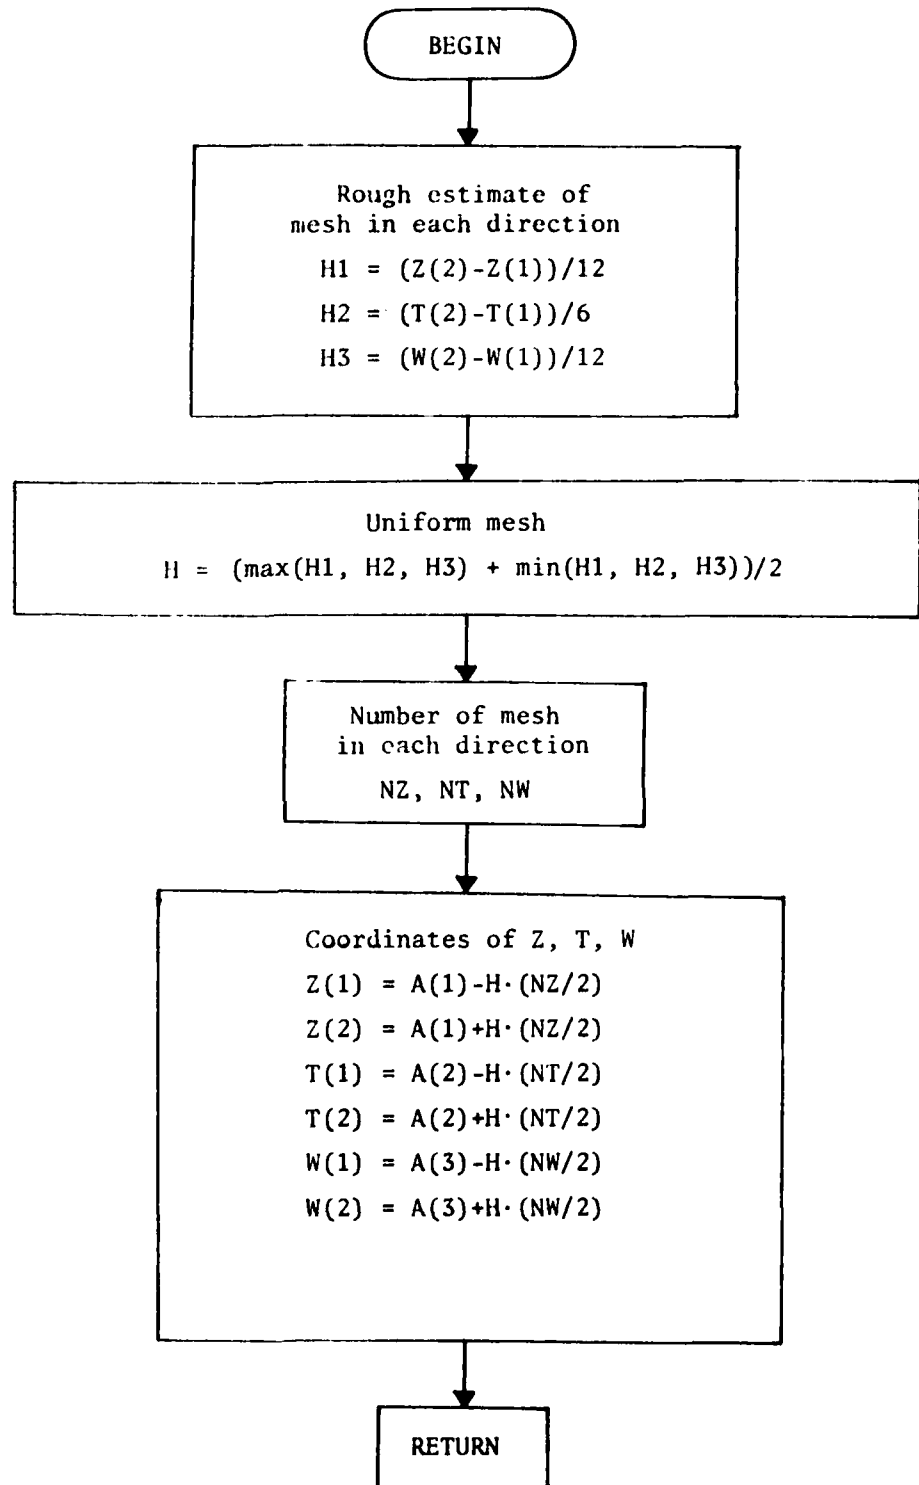 BEGIN
Rough estimate of
mesh in each direction
H1 = (Z(2)-Z(1))/12
H2 = (T(2)-T(1))/6
H3 = (W(2)-W(1))/12
Uniform mesh
H = (max(H1, H2, H3) + min(H1, H2, H3))/2
Number of mesh
in each direction
NZ, NT, NW
Coordinates of Z, T, W
Z(1) = A(1)-H·(NZ/2)
Z(2) = A(1)+H·(NZ/2)
T(1) = A(2)-H·(NT/2)
T(2) = A(2)+H·(NT/2)
W(1) = A(3)-H·(NW/2)
W(2) = A(3)+H·(NW/2)
RETURN